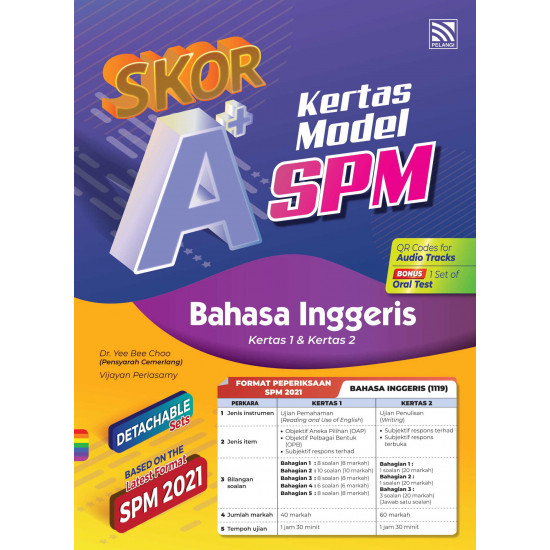 PELANGI
SKOR
A+
Kertas
Model
SPM
QR Codes for
Audio Tracks
BONUS 1 Set of
Oral Test
Bahasa Inggeris
Kertas 1 & Kertas 2
Dr. Yee Bee Choo
(Pensyarah Cemerlang)
Vijayan Periasamy
DETACHABLE
Sets
BASED ON THE
Latest Format
SPM 2021
FORMAT PEPERIKSAAN
SPM 2021
BAHASA INGGERIS (1119)
PERKARA KERTAS 1 KERTAS 2
1 Jenis instrumen
Ujian Pemahaman
(Reading and Use of English)
Ujian Penulisan
(Writing)
2 Jenis item
• Objektif Aneka Pilihan (OAP)
• Objektif Pelbagai Bentuk
(OPB)
• Subjektif respons terhad
• Subjektif respons terhad
• Subjektif respons
terbuka
3 Bilangan
soalan
Bahagian 1 : 8 soalan (8 markah)
Bahagian 2 : 10 soalan (10 markah)
Bahagian 3 : 8 soalan (8 markah)
Bahagian 4 : 6 soalan (6 markah)
Bahagian 5 : 8 soalan (8 markah)
Bahagian 1 :
1 soalan (20 markah)
Bahagian 2 :
1 soalan (20 markah)
Bahagian 3 :
3 soalan (20 markah)
(Jawab satu soalan)
4 Jumlah markah 40 markah 60 markah
5 Tempoh ujian 1 jam 30 minit 1 jam 30 minit